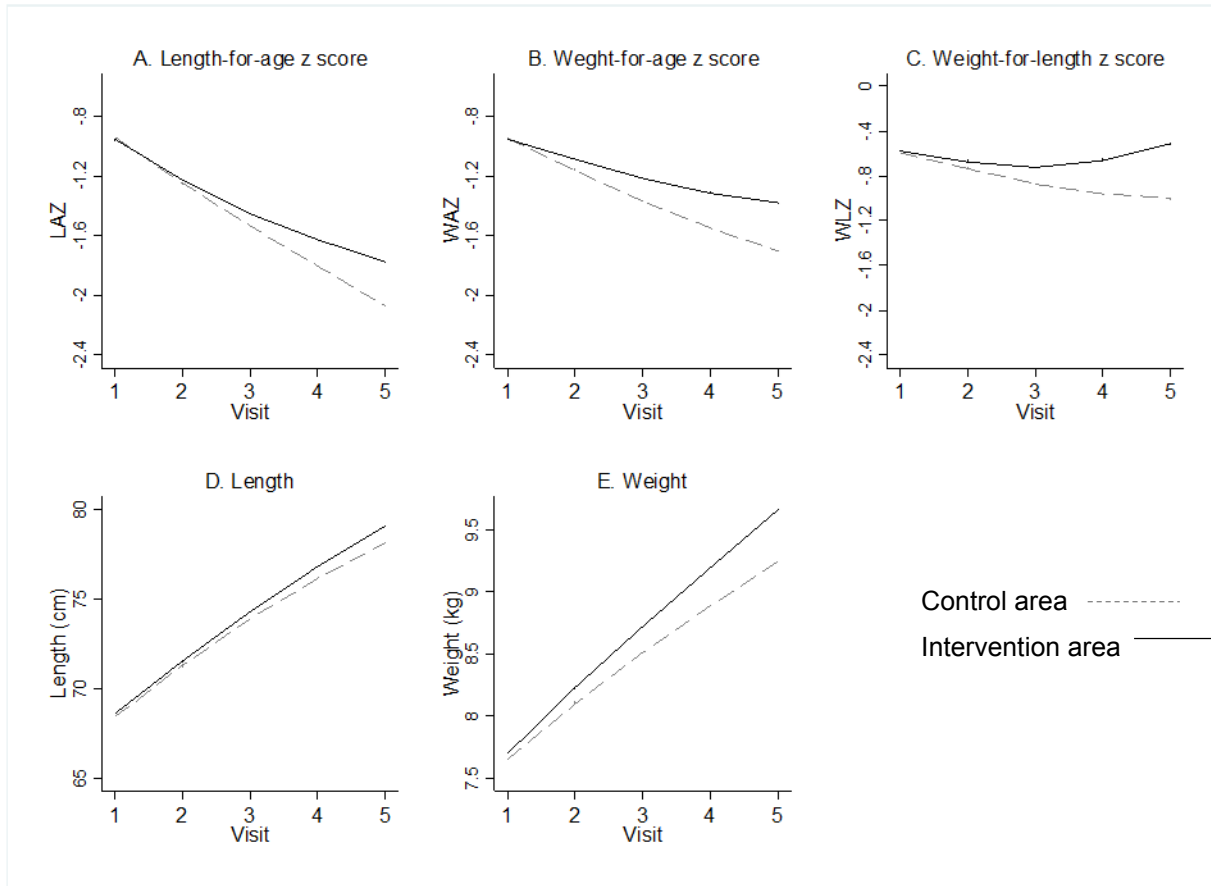 A. Length-for-age z score
LAZ
-.8
-1.2
-1.6
-2
-2.4
1 2 3 4 5
Visit
B. Weght-for-age z score
WAZ
-.8
-1.2
-1.6
-2
-2.4
1 2 3 4 5
Visit
C. Weight-for-length z score
WLZ
0
-.4
-.8
-1.2
-1.6
-2
-2.4
1 2 3 4 5
Visit
D. Length
Length (cm)
80
75
70
65
1 2 3 4 5
Visit
E. Weight
Weight (kg)
9.5
9
8.5
8
7.5
1 2 3 4 5
Visit
Control area
Intervention area